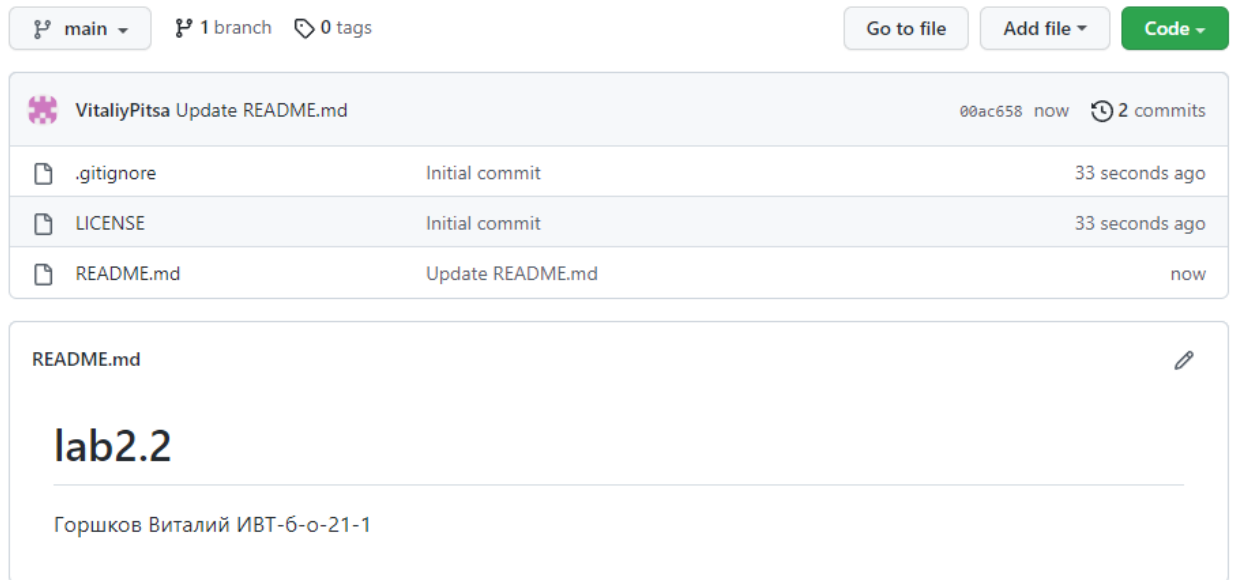 main 1 branch 0 tags Go to file Add file Code
VitaliyPitsa Update README.md 00ac658 now 2 commits
.gitignore Initial commit 33 seconds ago
LICENSE Initial commit 33 seconds ago
README.md Update README.md now
README.md
lab2.2
Горшков Виталий ИВТ-б-о-21-1